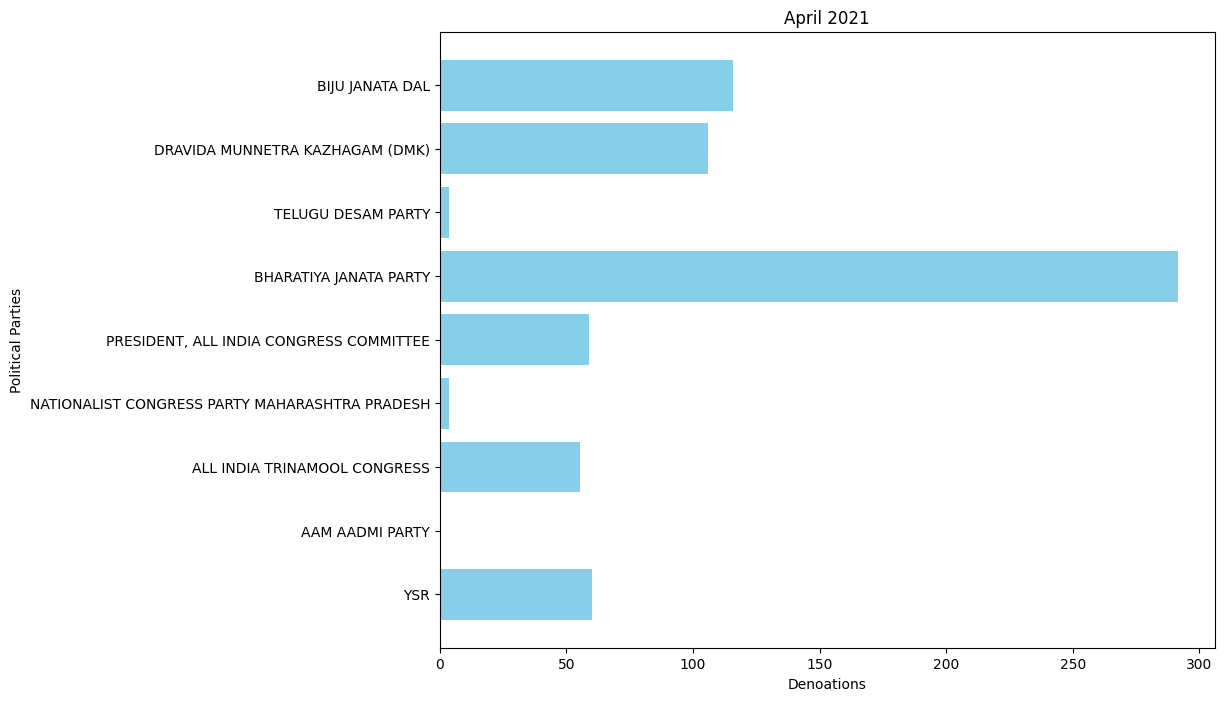 April 2021
Political Parties
BIJU JANATA DAL
DRAVIDA MUNNETRA KAZHAGAM (DMK)
TELUGU DESAM PARTY
BHARATIYA JANATA PARTY
PRESIDENT, ALL INDIA CONGRESS COMMITTEE
NATIONALIST CONGRESS PARTY MAHARASHTRA PRADESH
ALL INDIA TRINAMOOL CONGRESS
AAM AADMI PARTY
YSR
0 50 100 150 200 250 300
Denoations